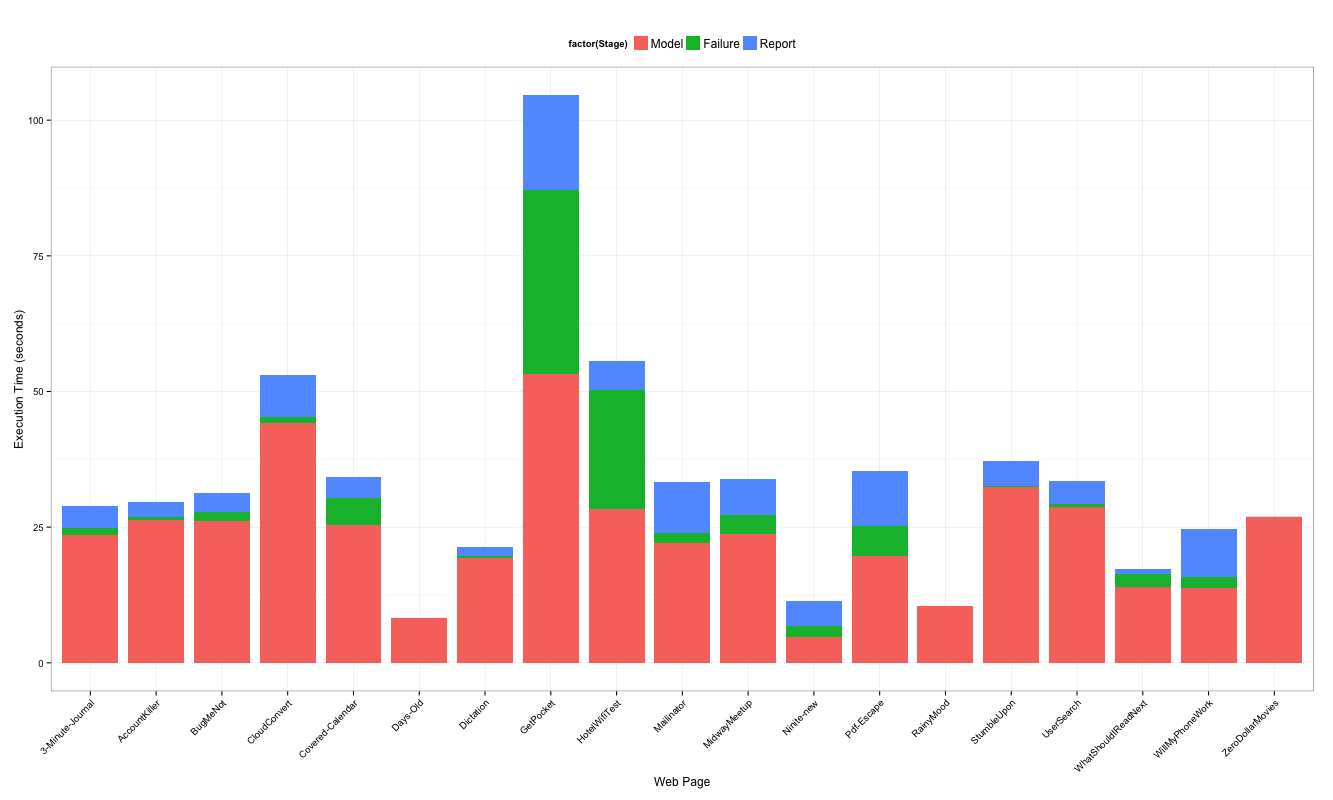 factor(Stage) Model Failure Report
Execution Time (seconds)
100
75
50
25
0
3-Minute-Journal
AccountKiller
BugMeNot
CloudConvert
Covered-Calendar
Days-Old
Dictation
GetPocket
HotelWifiTest
Mailinator
MidwayMeetup
Ninite-new
Pdf-Escape
RainyMood
StumbleUpon
UserSearch
WhatShouldIReadNext
WillMyPhoneWork
ZeroDollarMovies
Web Page